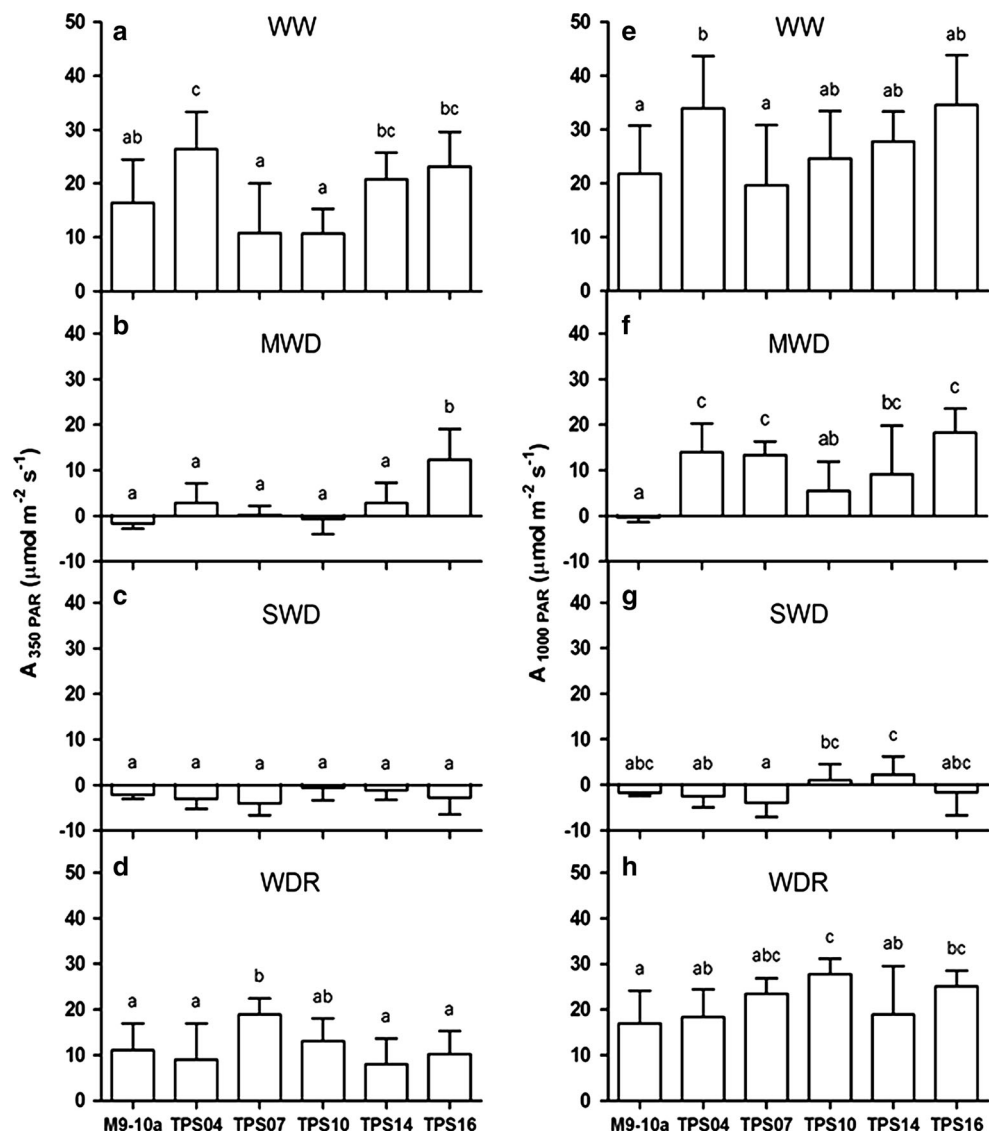 a
WW
50
40
30
20
10
0
ab
c
a
a
bc
bc
b
MWD
40
30
20
10
0
-10
a
a
a
a
a
b
c
SWD
40
30
20
10
0
-10
a
a
a
a
a
a
d
WDR
50
40
30
20
10
0
a
a
b
ab
a
a
M9-10a TPS04 TPS07 TPS10 TPS14 TPS16
A 350 PAR (μmol m-2 s-1)
e
WW
50
40
30
20
10
0
a
b
a
ab
ab
ab
f
MWD
40
30
20
10
0
-10
a
c
c
ab
bc
c
g
SWD
40
30
20
10
0
-10
abc
ab
a
bc
c
abc
h
WDR
50
40
30
20
10
0
a
ab
abc
c
ab
bc
M9-10a TPS04 TPS07 TPS10 TPS14 TPS16
A 1000 PAR (μmol m-2 s-1)